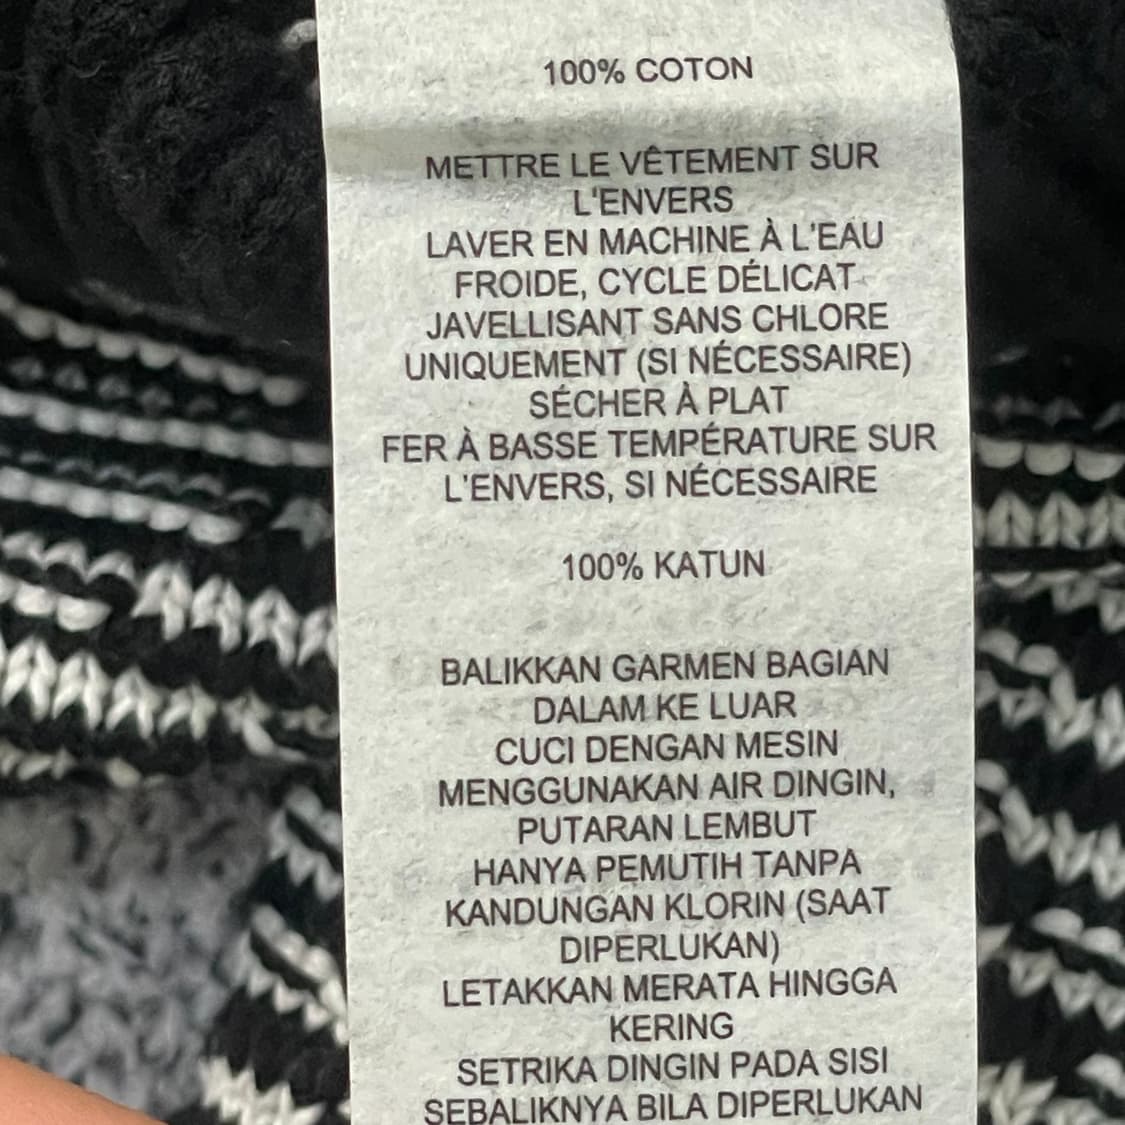 100% COTON
METTRE LE VÊTEMENT SUR
L'ENVERS
LAVER EN MACHINE À L'EAU
FROIDE, CYCLE DÉLICAT
JAVELLISANT SANS CHLORE
UNIQUEMENT (SI NÉCESSAIRE)
SÉCHER À PLAT
FER À BASSE TEMPÉRATURE SUR
L'ENVERS, SI NÉCESSAIRE
100% KATUN
BALIKKAN GARMEN BAGIAN
DALAM KE LUAR
CUCI DENGAN MESIN
MENGGUNAKAN AIR DINGIN,
PUTARAN LEMBUT
HANYA PEMUTIH TANPA
KANDUNGAN KLORIN (SAAT
DIPERLUKAN)
LETAKKAN MERATA HINGGA
KERING
SETRIKA DINGIN PADA SISI
SEBALIKNYA BILA DIPERLUKAN